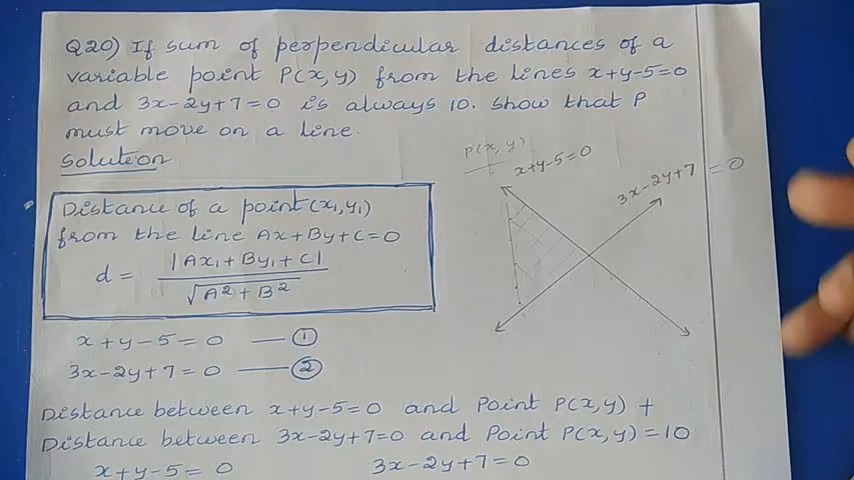 Q20) If sum of perpendicular distances of a
variable point P(x,y) from the lines x+y-5=0
and 3x-2y+7=0 is always 10. Show that P
must move on a line.
Solution
P(x,y)
x+y-5=0
3x-2y+7=0
Distance of a point(x₁,y₁)
from the line Ax+By+C=0
d = |Ax₁+By₁+C| / √A²+B²
x+y-5=0 — ①
3x-2y+7=0 — ②
Distance between x+y-5=0 and Point P(x,y) +
Distance between 3x-2y+7=0 and Point P(x,y)=10
x+y-5=0 3x-2y+7=0